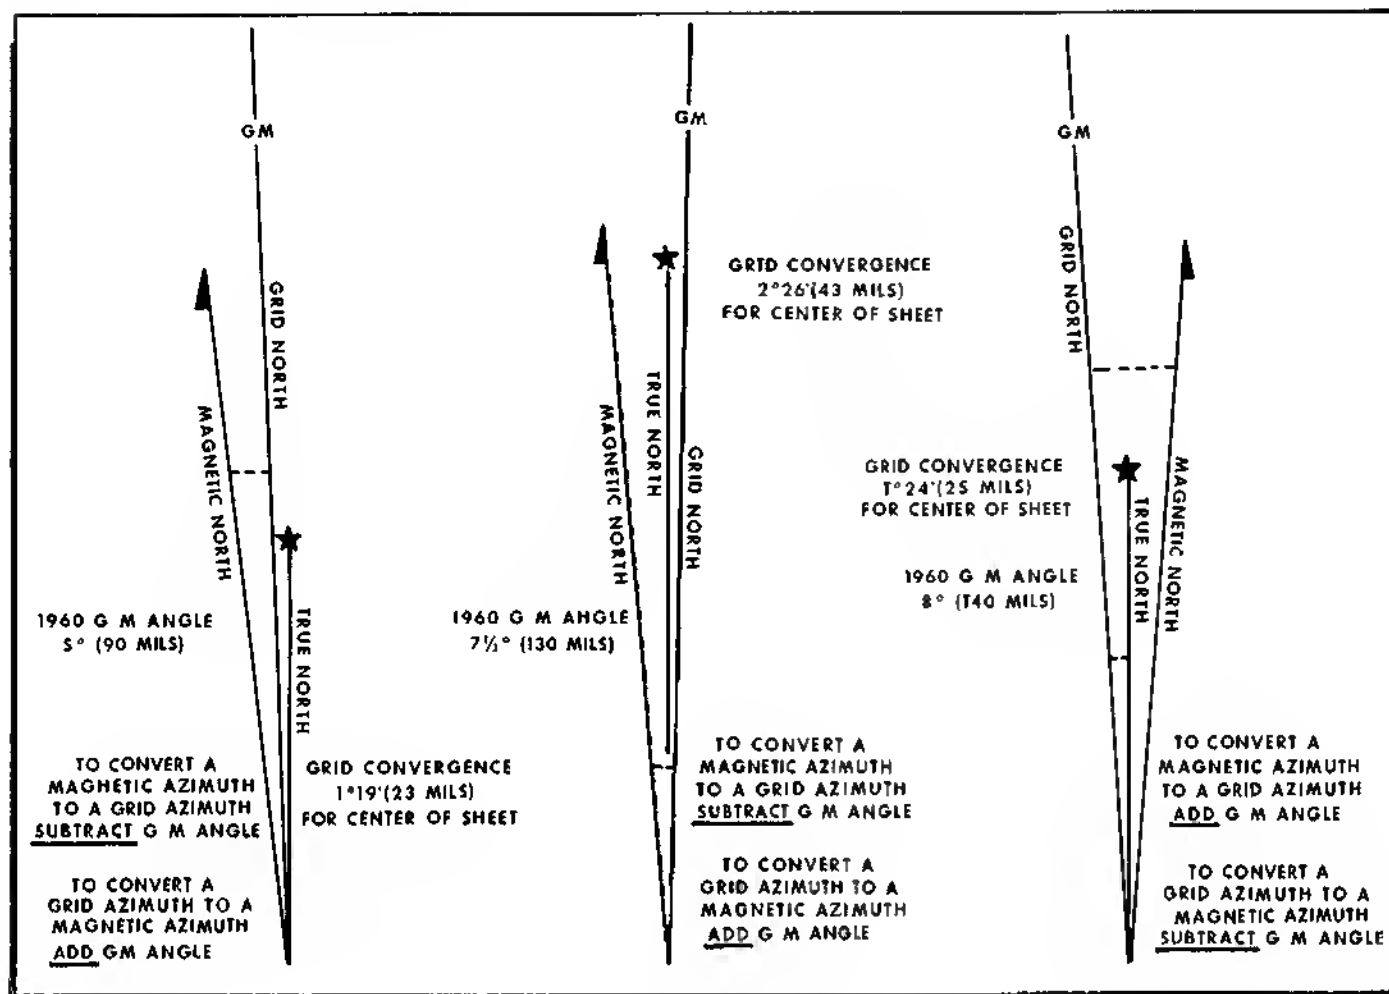 GM
GRID NORTH
MAGNETIC NORTH
TRUE NORTH
1960 G M ANGLE
5° (90 MILS)
GRID CONVERGENCE
1°19'(23 MILS)
FOR CENTER OF SHEET
TO CONVERT A
MAGHETIC AZIMUTH
TO A GRID AZIMUTH
SUBTRACT G M ANGLE
TO CONVERT A
GRID AZIMUTH TO A
MAGNETIC AZIMUTH
ADD GM ANGLE
GM
GRTD CONVERGENCE
2°26'(43 MILS)
FOR CENTER OF SHEET
TRUE NORTH
MAGNETIC NORTH
GRID NORTH
1960 G M AHGLE
7½° (130 MILS)
TO CONVERT A
MAGNETIC AZIMUTH
TO A GRID AZIMUTH
SUBTRACT G M ANGLE
TO CONVERT A
GRID AZIMUTH TO A
MAGNETIC AZIMUTH
ADD G M ANGLE
GM
GRID NORTH
GRID CONVERGENCE
T°24'(25 MILS)
FOR CENTER OF SHEET
MAGNETIC NORTH
TRUE NORTH
1960 G M ANGLE
8° (T40 MILS)
TO CONVERT A
MAGNETIC AZIMUTH
TO A GRID AZIMUTH
ADD G M ANGLE
TO CONVERT A
GRID AZIMUTH TO A
MAGNETIC AZIMUTH
SUBTRACT G M ANGLE